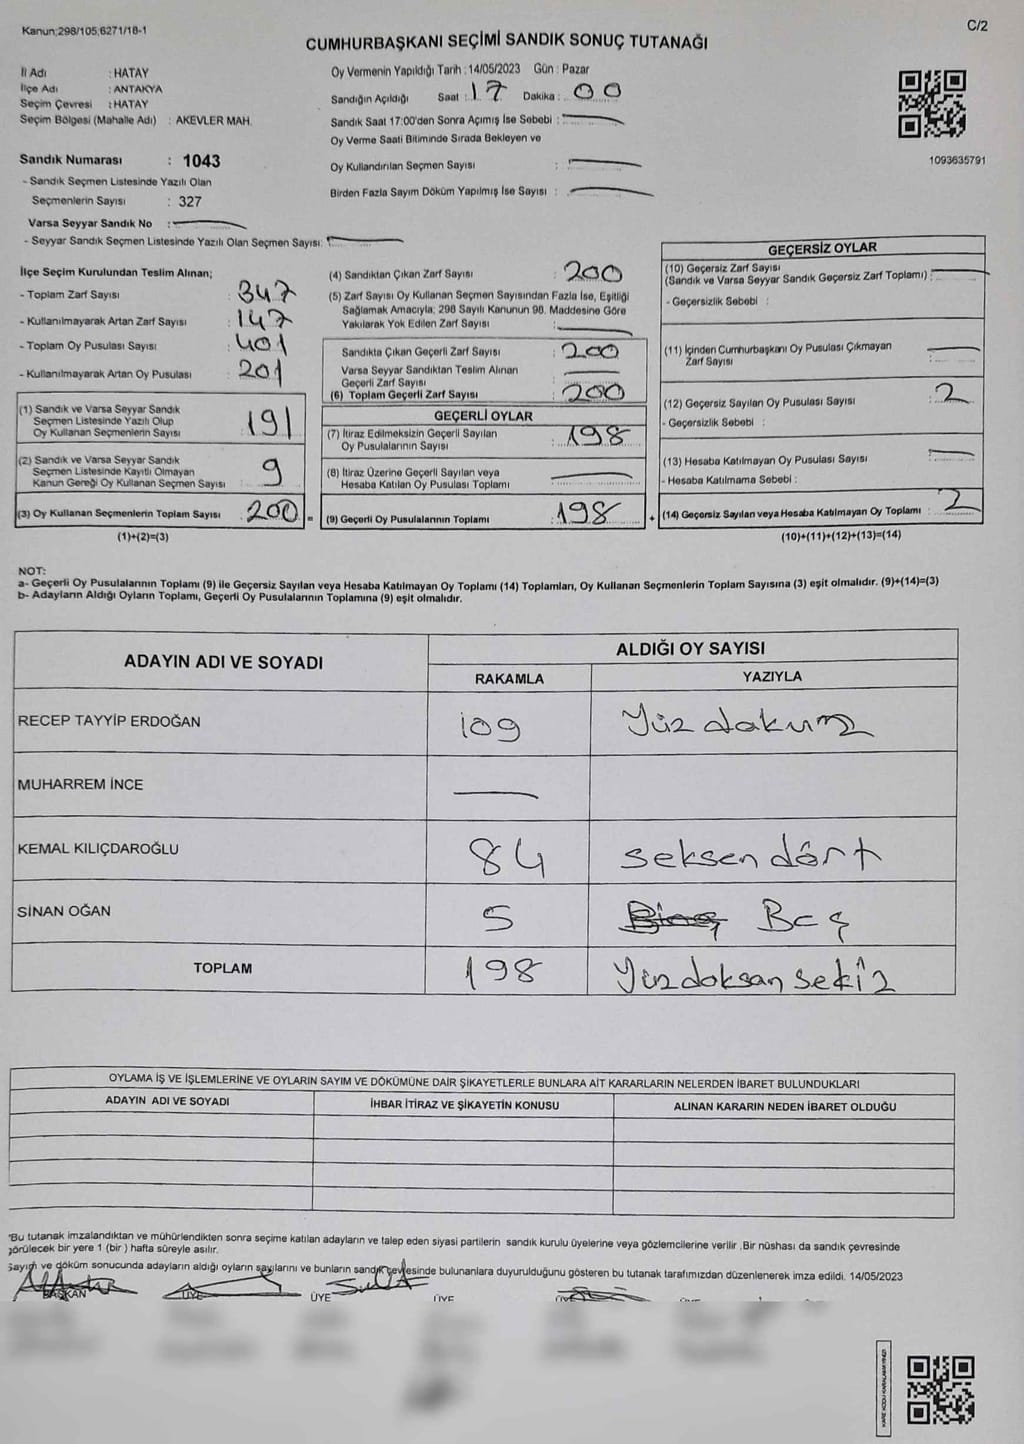 Kanun;298/105,6271/18-1
C/2
CUMHURBAŞKANI SEÇİMİ SANDIK SONUÇ TUTANAĞI
İl Adı : HATAY
İlçe Adı : ANTAKYA
Seçim Çevresi : HATAY
Seçim Bölgesi (Mahalle Adı) : AKEVLER MAH.
Sandık Numarası : 1043
- Sandık Seçmen Listesinde Yazılı Olan
Seçmenlerin Sayısı : 327
Varsa Seyyar Sandık No :
- Seyyar Sandık Seçmen Listesinde Yazılı Olan Seçmen Sayısı:
Oy Vermenin Yapıldığı Tarih : 14/05/2023 Gün : Pazar
Sandığın Açıldığı Saat : 17 Dakika : 00
Sandık Saat 17:00'den Sonra Açımış İse Sebebi :
Oy Verme Saati Bitiminde Sırada Bekleyen ve
Oy Kullandırılan Seçmen Sayısı :
Birden Fazla Sayım Döküm Yapılmış İse Sayısı :
1093635791
İlçe Seçim Kurulundan Teslim Alınan;
- Toplam Zarf Sayısı : 347
- Kullanılmayarak Artan Zarf Sayısı : 147
- Toplam Oy Pusulası Sayısı : 401
- Kullanılmayarak Artan Oy Pusulası : 201
(1) Sandık ve Varsa Seyyar Sandık
Seçmen Listesinde Yazılı Olup
Oy Kullanan Seçmenlerin Sayısı : 191
(2) Sandık ve Varsa Seyyar Sandık
Seçmen Listesinde Kayıtlı Olmayan
Kanun Gereği Oy Kullanan Seçmen Sayısı : 9
(3) Oy Kullanan Seçmenlerin Toplam Sayısı : 200 =
(1)+(2)=(3)
(4) Sandıktan Çıkan Zarf Sayısı : 200
(5) Zarf Sayısı Oy Kullanan Seçmen Sayısından Fazla İse, Eşitliği
Sağlamak Amacıyla; 298 Sayılı Kanunun 98. Maddesine Göre
Yakılarak Yok Edilen Zarf Sayısı :
Sandıkta Çıkan Geçerli Zarf Sayısı : 200
Varsa Seyyar Sandıktan Teslim Alınan
Geçerli Zarf Sayısı :
(6) Toplam Geçerli Zarf Sayısı : 200
GEÇERLİ OYLAR
(7) İtiraz Edilmeksizin Geçerli Sayılan
Oy Pusulalarının Sayısı : 198
(8) İtiraz Üzerine Geçerli Sayılan veya
Hesaba Katılan Oy Pusulası Toplamı :
(9) Geçerli Oy Pusulalarının Toplamı : 198 +
GEÇERSİZ OYLAR
(10) Geçersiz Zarf Sayısı
(Sandık ve Varsa Seyyar Sandık Geçersiz Zarf Toplamı) :
- Geçersizlik Sebebi :
(11) İçinden Cumhurbaşkanı Oy Pusulası Çıkmayan
Zarf Sayısı :
(12) Geçersiz Sayılan Oy Pusulası Sayısı : 2
- Geçersizlik Sebebi :
(13) Hesaba Katılmayan Oy Pusulası Sayısı :
- Hesaba Katılmama Sebebi :
(14) Geçersiz Sayılan veya Hesaba Katılmayan Oy Toplamı : 2
(10)+(11)+(12)+(13)=(14)
NOT:
a- Geçerli Oy Pusulalarının Toplamı (9) ile Geçersiz Sayılan veya Hesaba Katılmayan Oy Toplamı (14) Toplamları, Oy Kullanan Seçmenlerin Toplam Sayısına (3) eşit olmalıdır. (9)+(14)=(3)
b- Adayların Aldığı Oyların Toplamı, Geçerli Oy Pusulalarının Toplamına (9) eşit olmalıdır.
ADAYIN ADI VE SOYADI
ALDIĞI OY SAYISI
RAKAMLA YAZIYLA
RECEP TAYYİP ERDOĞAN 109 Yüz dokuz
MUHARREM İNCE —
KEMAL KILIÇDAROĞLU 84 seksen dört
SİNAN OĞAN 5 Beş
TOPLAM 198 Yüzdoksan sekiz
OYLAMA İŞ VE İŞLEMLERİNE VE OYLARIN SAYIM VE DÖKÜMÜNE DAİR ŞİKAYETLERLE BUNLARA AİT KARARLARIN NELERDEN İBARET BULUNDUKLARI
ADAYIN ADI VE SOYADI İHBAR İTİRAZ VE ŞİKAYETİN KONUSU ALINAN KARARIN NEDEN İBARET OLDUĞU
*Bu tutanak imzalandıktan ve mühürlendikten sonra seçime katılan adayların ve talep eden siyasi partilerin sandık kurulu üyelerine veya gözlemcilerine verilir .Bir nüshası da sandık çevresinde
görülecek bir yere 1 (bir ) hafta süreyle asılır.
Sayım ve döküm sonucunda adayların aldığı oyların sayılarını ve bunların sandık çevresinde bulunanlara duyurulduğunu gösteren bu tutanak tarafımızdan düzenlenerek imza edildi. 14/05/2023
BAŞKAN ÜYE ÜYE ÜYE